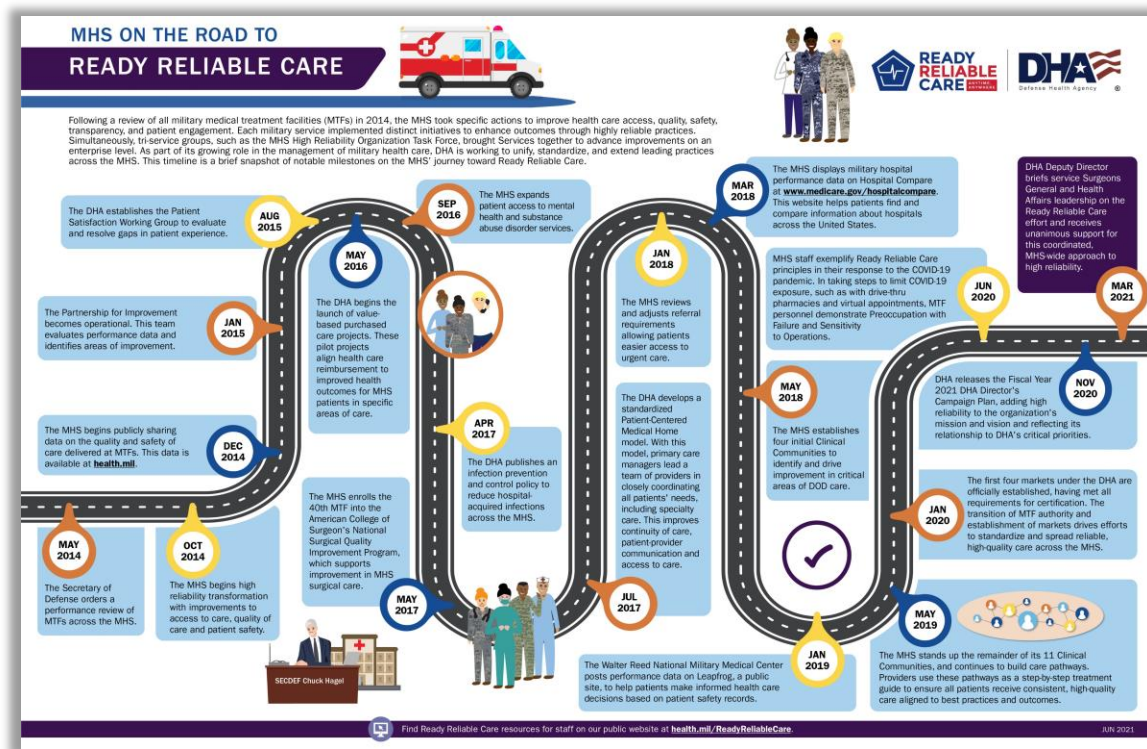 MHS ON THE ROAD TO
READY RELIABLE CARE
READY
RELIABLE
CARE
ANYTIME,
ANYWHERE
DHA
Defense Health Agency
®
Following a review of all military medical treatment facilities (MTFs) in 2014, the MHS took specific actions to improve health care access, quality, safety,
transparency, and patient engagement. Each military service implemented distinct initiatives to enhance outcomes through highly reliable practices.
Simultaneously, tri-service groups, such as the MHS High Reliability Organization Task Force, brought Services together to advance improvements on an
enterprise level. As part of its growing role in the management of military health care, DHA is working to unify, standardize, and extend leading practices
across the MHS. This timeline is a brief snapshot of notable milestones on the MHS' journey toward Ready Reliable Care.
MAY
2014
The Secretary of
Defense orders a
performance review of
MTFs across the MHS.
OCT
2014
The MHS begins high
reliability transformation
with improvements to
access to care, quality of
care and patient safety.
DEC
2014
The MHS begins publicly sharing
data on the quality and safety of
care delivered at MTFs. This data is
available at health.mil.
JAN
2015
The Partnership for Improvement
becomes operational. This team
evaluates performance data and
identifies areas of improvement.
AUG
2015
The DHA establishes the Patient
Satisfaction Working Group to evaluate
and resolve gaps in patient experience.
MAY
2016
The DHA begins the
launch of value-
based purchased
care projects. These
pilot projects
align health care
reimbursement to
improved health
outcomes for MHS
patients in specific
areas of care.
SEP
2016
The MHS expands
patient access to mental
health and substance
abuse disorder services.
APR
2017
The DHA publishes an
infection prevention
and control policy to
reduce hospital-
acquired infections
across the MHS.
MAY
2017
The MHS enrolls the
40th MTF into the
American College of
Surgeon's National
Surgical Quality
Improvement Program,
which supports
improvement in MHS
surgical care.
SECDEF Chuck Hagel
JUL
2017
The DHA develops a
standardized
Patient-Centered
Medical Home
model. With this
model, primary care
managers lead a
team of providers in
closely coordinating
all patients' needs,
including specialty
care. This improves
continuity of care,
patient-provider
communication and
access to care.
JAN
2018
The MHS reviews
and adjusts referral
requirements
allowing patients
easier access to
urgent care.
MAR
2018
The MHS displays military hospital
performance data on Hospital Compare
at www.medicare.gov/hospitalcompare.
This website helps patients find
and compare information about hospitals
across the United States.
MAY
2018
The MHS establishes
four initial Clinical
Communities to
identify and drive
improvement in critical
areas of DOD care.
JAN
2019
The Walter Reed National Military Medical Center
posts performance data on Leapfrog, a public
site, to help patients make informed health care
decisions based on patient safety records.
MAY
2019
The MHS stands up the remainder of its 11 Clinical
Communities, and continues to build care pathways.
Providers use these pathways as a step-by-step treatment
guide to ensure all patients receive consistent, high-quality
care aligned to best practices and outcomes.
JAN
2020
The first four markets under the DHA are
officially established, having met all
requirements for certification. The
transition of MTF authority and
establishment of markets drives efforts
to standardize and spread reliable,
high-quality care across the MHS.
JUN
2020
MHS staff exemplify Ready Reliable Care
principles in their response to the COVID-19
pandemic. In taking steps to limit COVID-19
exposure, such as with drive-thru
pharmacies and virtual appointments, MTF
personnel demonstrate Preoccupation with
Failure and Sensitivity
to Operations.
NOV
2020
DHA releases the Fiscal Year
2021 DHA Director's
Campaign Plan, adding high
reliability to the organization's
mission and vision and reflecting its
relationship to DHA's critical priorities.
MAR
2021
DHA Deputy Director
briefs service Surgeons
General and Health
Affairs leadership on the
Ready Reliable Care
effort and receives
unanimous support for
this coordinated,
MHS-wide approach to
high reliability.
Find Ready Reliable Care resources for staff on our public website at health.mil/ReadyReliableCare.
JUN 2021